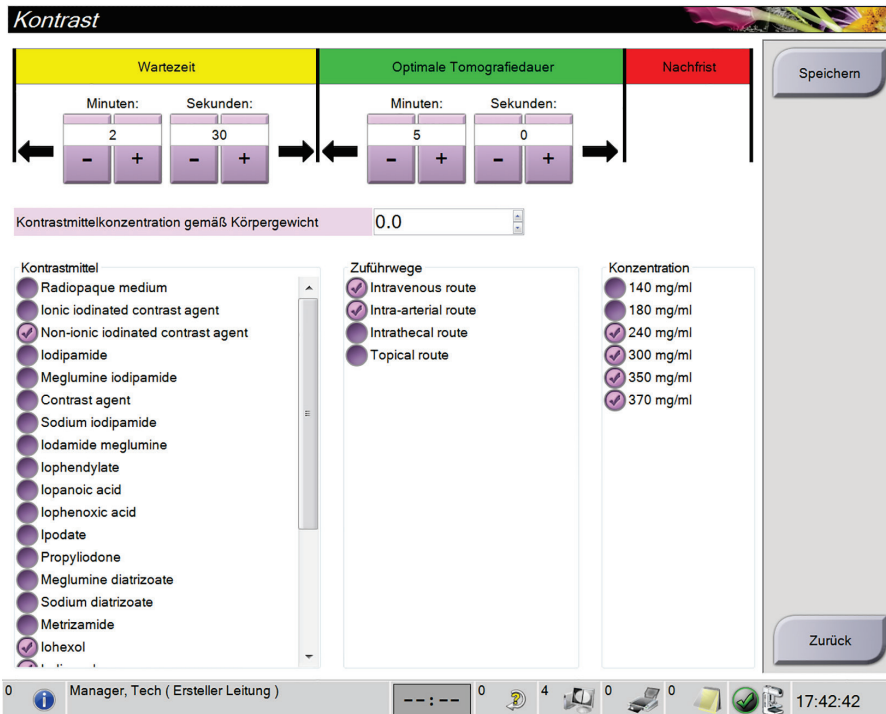 Kontrast
Wartezeit
Optimale Tomografiedauer
Nachfrist
Speichern
Minuten: Sekunden:
2 30
- + - +
Minuten: Sekunden:
5 0
- + - +
Kontrastmittelkonzentration gemäß Körpergewicht 0.0
Kontrastmittel
Radiopaque medium
Ionic iodinated contrast agent
Non-ionic iodinated contrast agent
Iodipamide
Meglumine iodipamide
Contrast agent
Sodium iodipamide
Iodamide meglumine
Iophendylate
Iopanoic acid
Iophenoxic acid
Ipodate
Propyliodone
Meglumine diatrizoate
Sodium diatrizoate
Metrizamide
Iohexol
Zuführwege
Intravenous route
Intra-arterial route
Intrathecal route
Topical route
Konzentration
140 mg/ml
180 mg/ml
240 mg/ml
300 mg/ml
350 mg/ml
370 mg/ml
Zurück
0 Manager, Tech ( Ersteller Leitung ) --:-- 0 4 0 0 17:42:42